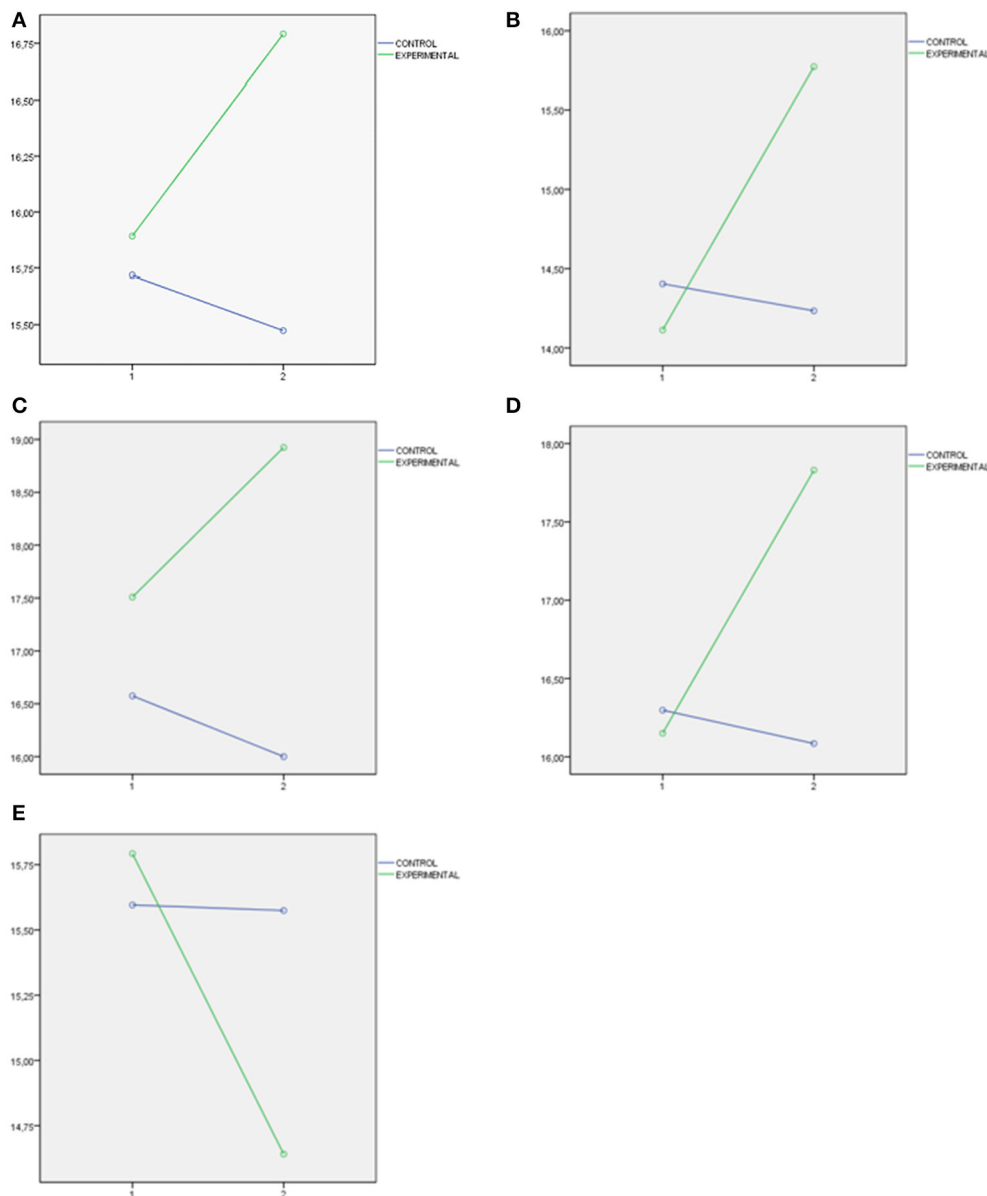 A
16,75
16,50
16,25
16,00
15,75
15,50
1 2
CONTROL
EXPERIMENTAL
B
16,00
15,50
15,00
14,50
14,00
1 2
CONTROL
EXPERIMENTAL
C
19,00
18,50
18,00
17,50
17,00
16,50
16,00
1 2
CONTROL
EXPERIMENTAL
D
18,00
17,50
17,00
16,50
16,00
1 2
CONTROL
EXPERIMENTAL
E
15,75
15,50
15,25
15,00
14,75
1 2
CONTROL
EXPERIMENTAL